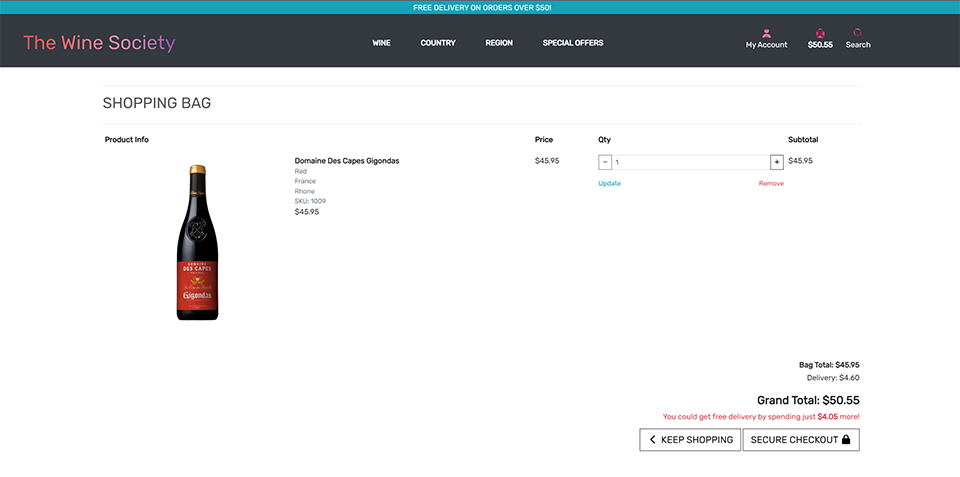 FREE DELIVERY ON ORDERS OVER $50!
The Wine Society
WINE COUNTRY REGION SPECIAL OFFERS
My Account $50.55 Search
SHOPPING BAG
Product Info Price Qty Subtotal
Domaine Des Capes Gigondas $45.95 − 1 + $45.95
Red
France
Rhone
SKU: 1009
$45.95
Update Remove
DOMAINE
DES CAPES
Gigondas
Bag Total: $45.95
Delivery: $4.60
Grand Total: $50.55
You could get free delivery by spending just $4.05 more!
KEEP SHOPPING SECURE CHECKOUT